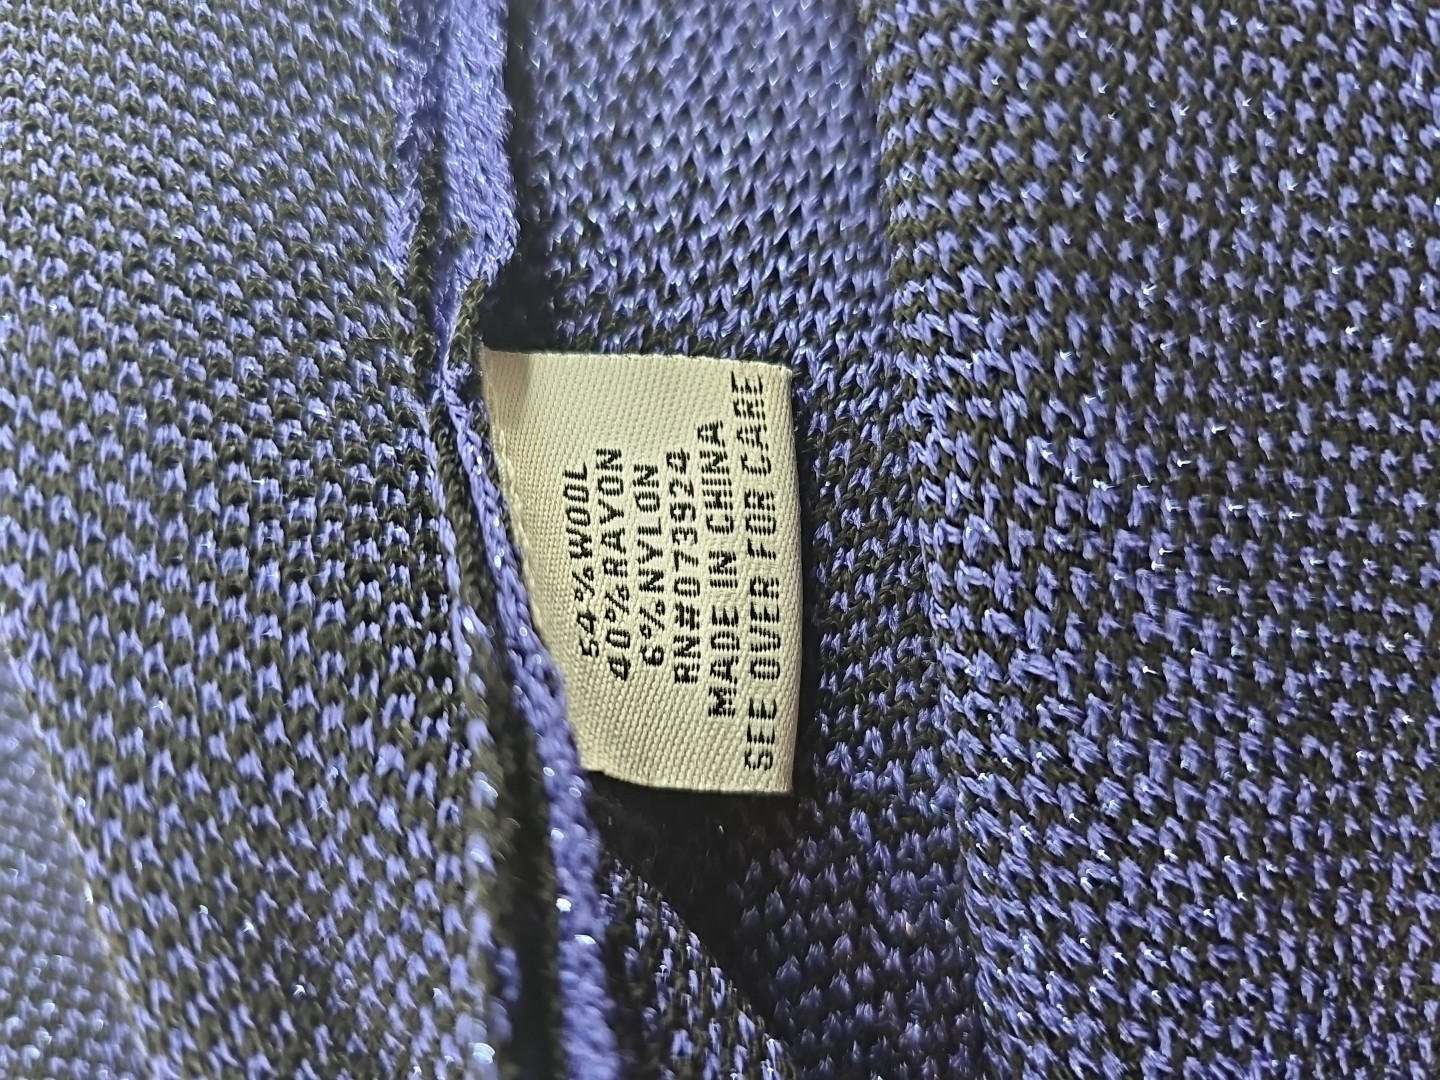 54%WOOL
40%RAYON
6%NYLON
RN#073924
MADE IN CHINA
SEE OVER FOR CARE